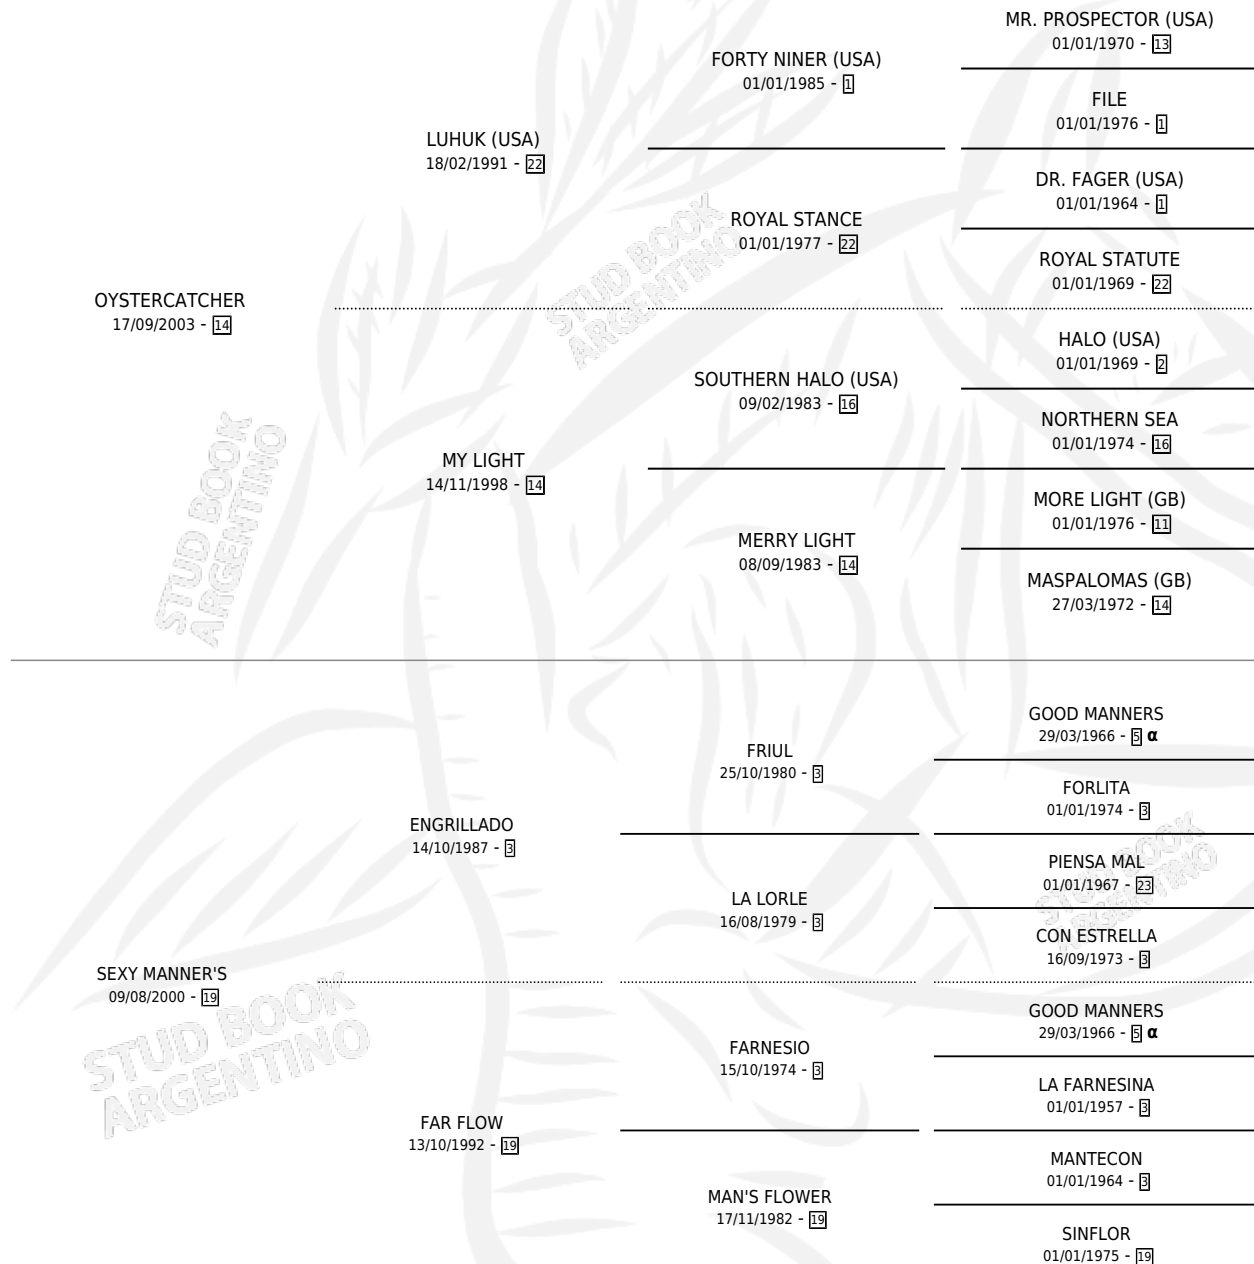 MR. PROSPECTOR (USA)
01/01/1970 - 13
FORTY NINER (USA)
01/01/1985 - 1
FILE
01/01/1976 - 1
LUHUK (USA)
18/02/1991 - 22
DR. FAGER (USA)
01/01/1964 - 1
ROYAL STANCE
01/01/1977 - 22
ROYAL STATUTE
01/01/1969 - 22
OYSTERCATCHER
17/09/2003 - 14
HALO (USA)
01/01/1969 - 2
SOUTHERN HALO (USA)
09/02/1983 - 16
NORTHERN SEA
01/01/1974 - 16
MY LIGHT
14/11/1998 - 14
MORE LIGHT (GB)
01/01/1976 - 11
MERRY LIGHT
08/09/1983 - 14
MASPALOMAS (GB)
27/03/1972 - 14
STUD BOOK
ARGENTINO
STUD BOOK
ARGENTINO
GOOD MANNERS
29/03/1966 - 5 α
FRIUL
25/10/1980 - 3
FORLITA
01/01/1974 - 3
ENGRILLADO
14/10/1987 - 3
PIENSA MAL
01/01/1967 - 23
LA LORLE
16/08/1979 - 3
CON ESTRELLA
16/09/1973 - 3
SEXY MANNER'S
09/08/2000 - 19
GOOD MANNERS
29/03/1966 - 5 α
FARNESIO
15/10/1974 - 3
LA FARNESINA
01/01/1957 - 3
FAR FLOW
13/10/1992 - 19
MANTECON
01/01/1964 - 3
MAN'S FLOWER
17/11/1982 - 19
SINFLOR
01/01/1975 - 19
STUD BOOK
ARGENTINO
STUD BOOK
ARGENTINO